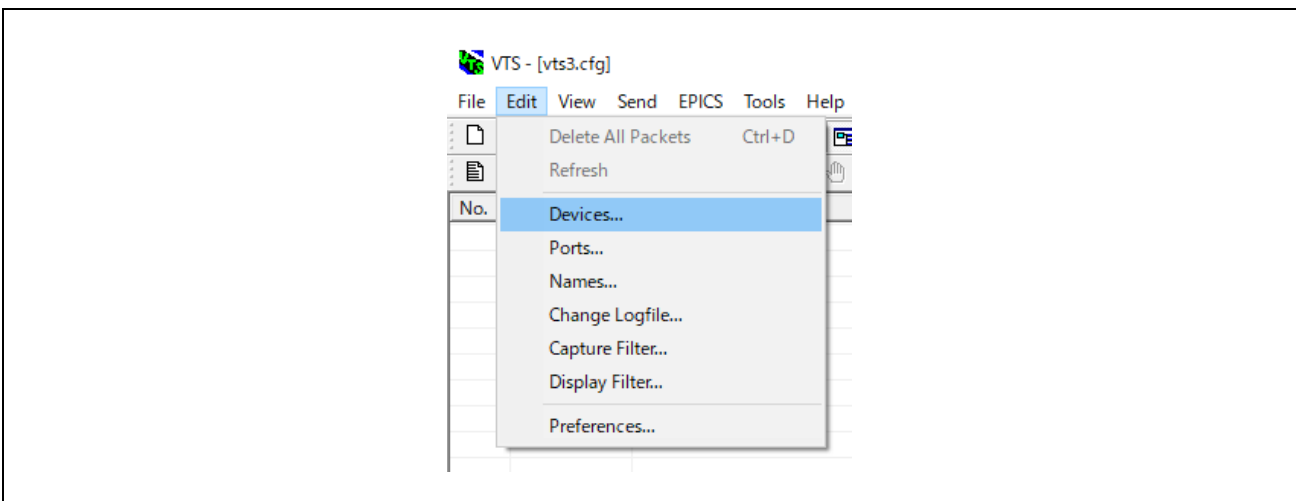 VTS - [vts3.cfg]
File Edit View Send EPICS Tools Help
Delete All Packets Ctrl+D
Refresh
No.
Devices...
Ports...
Names...
Change Logfile...
Capture Filter...
Display Filter...
Preferences...